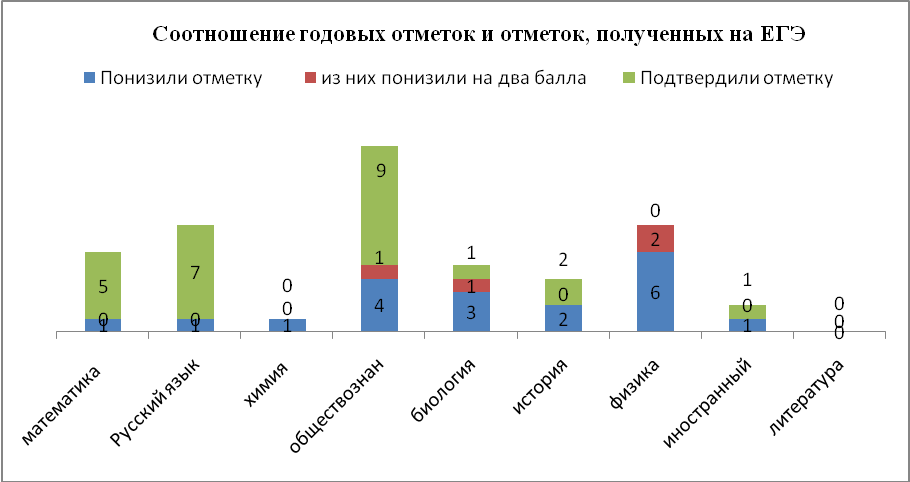 Соотношение годовых отметок и отметок, полученных на ЕГЭ
Понизили отметку из них понизили на два балла Подтвердили отметку
9
0 1 2 0 1 0
5 7 0 1 1 0 2 0 0
0 0 1 4 3 2 6 1 0
1 1
математика Русский язык химия обществознан биология история физика иностранный литература